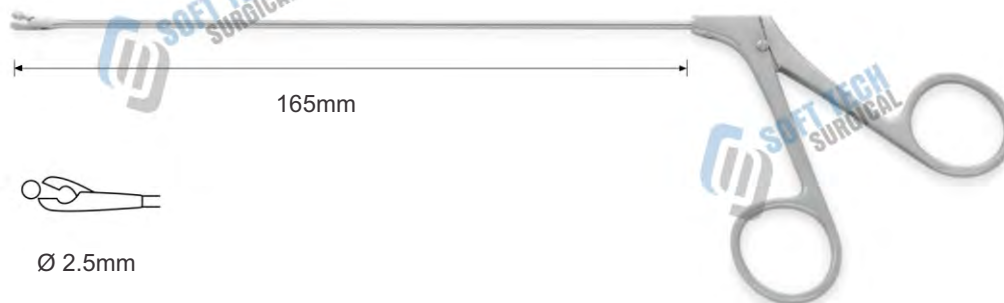 SOFT TECH
SURGICAL
165mm
SOFT TECH
SURGICAL
Ø 2.5mm